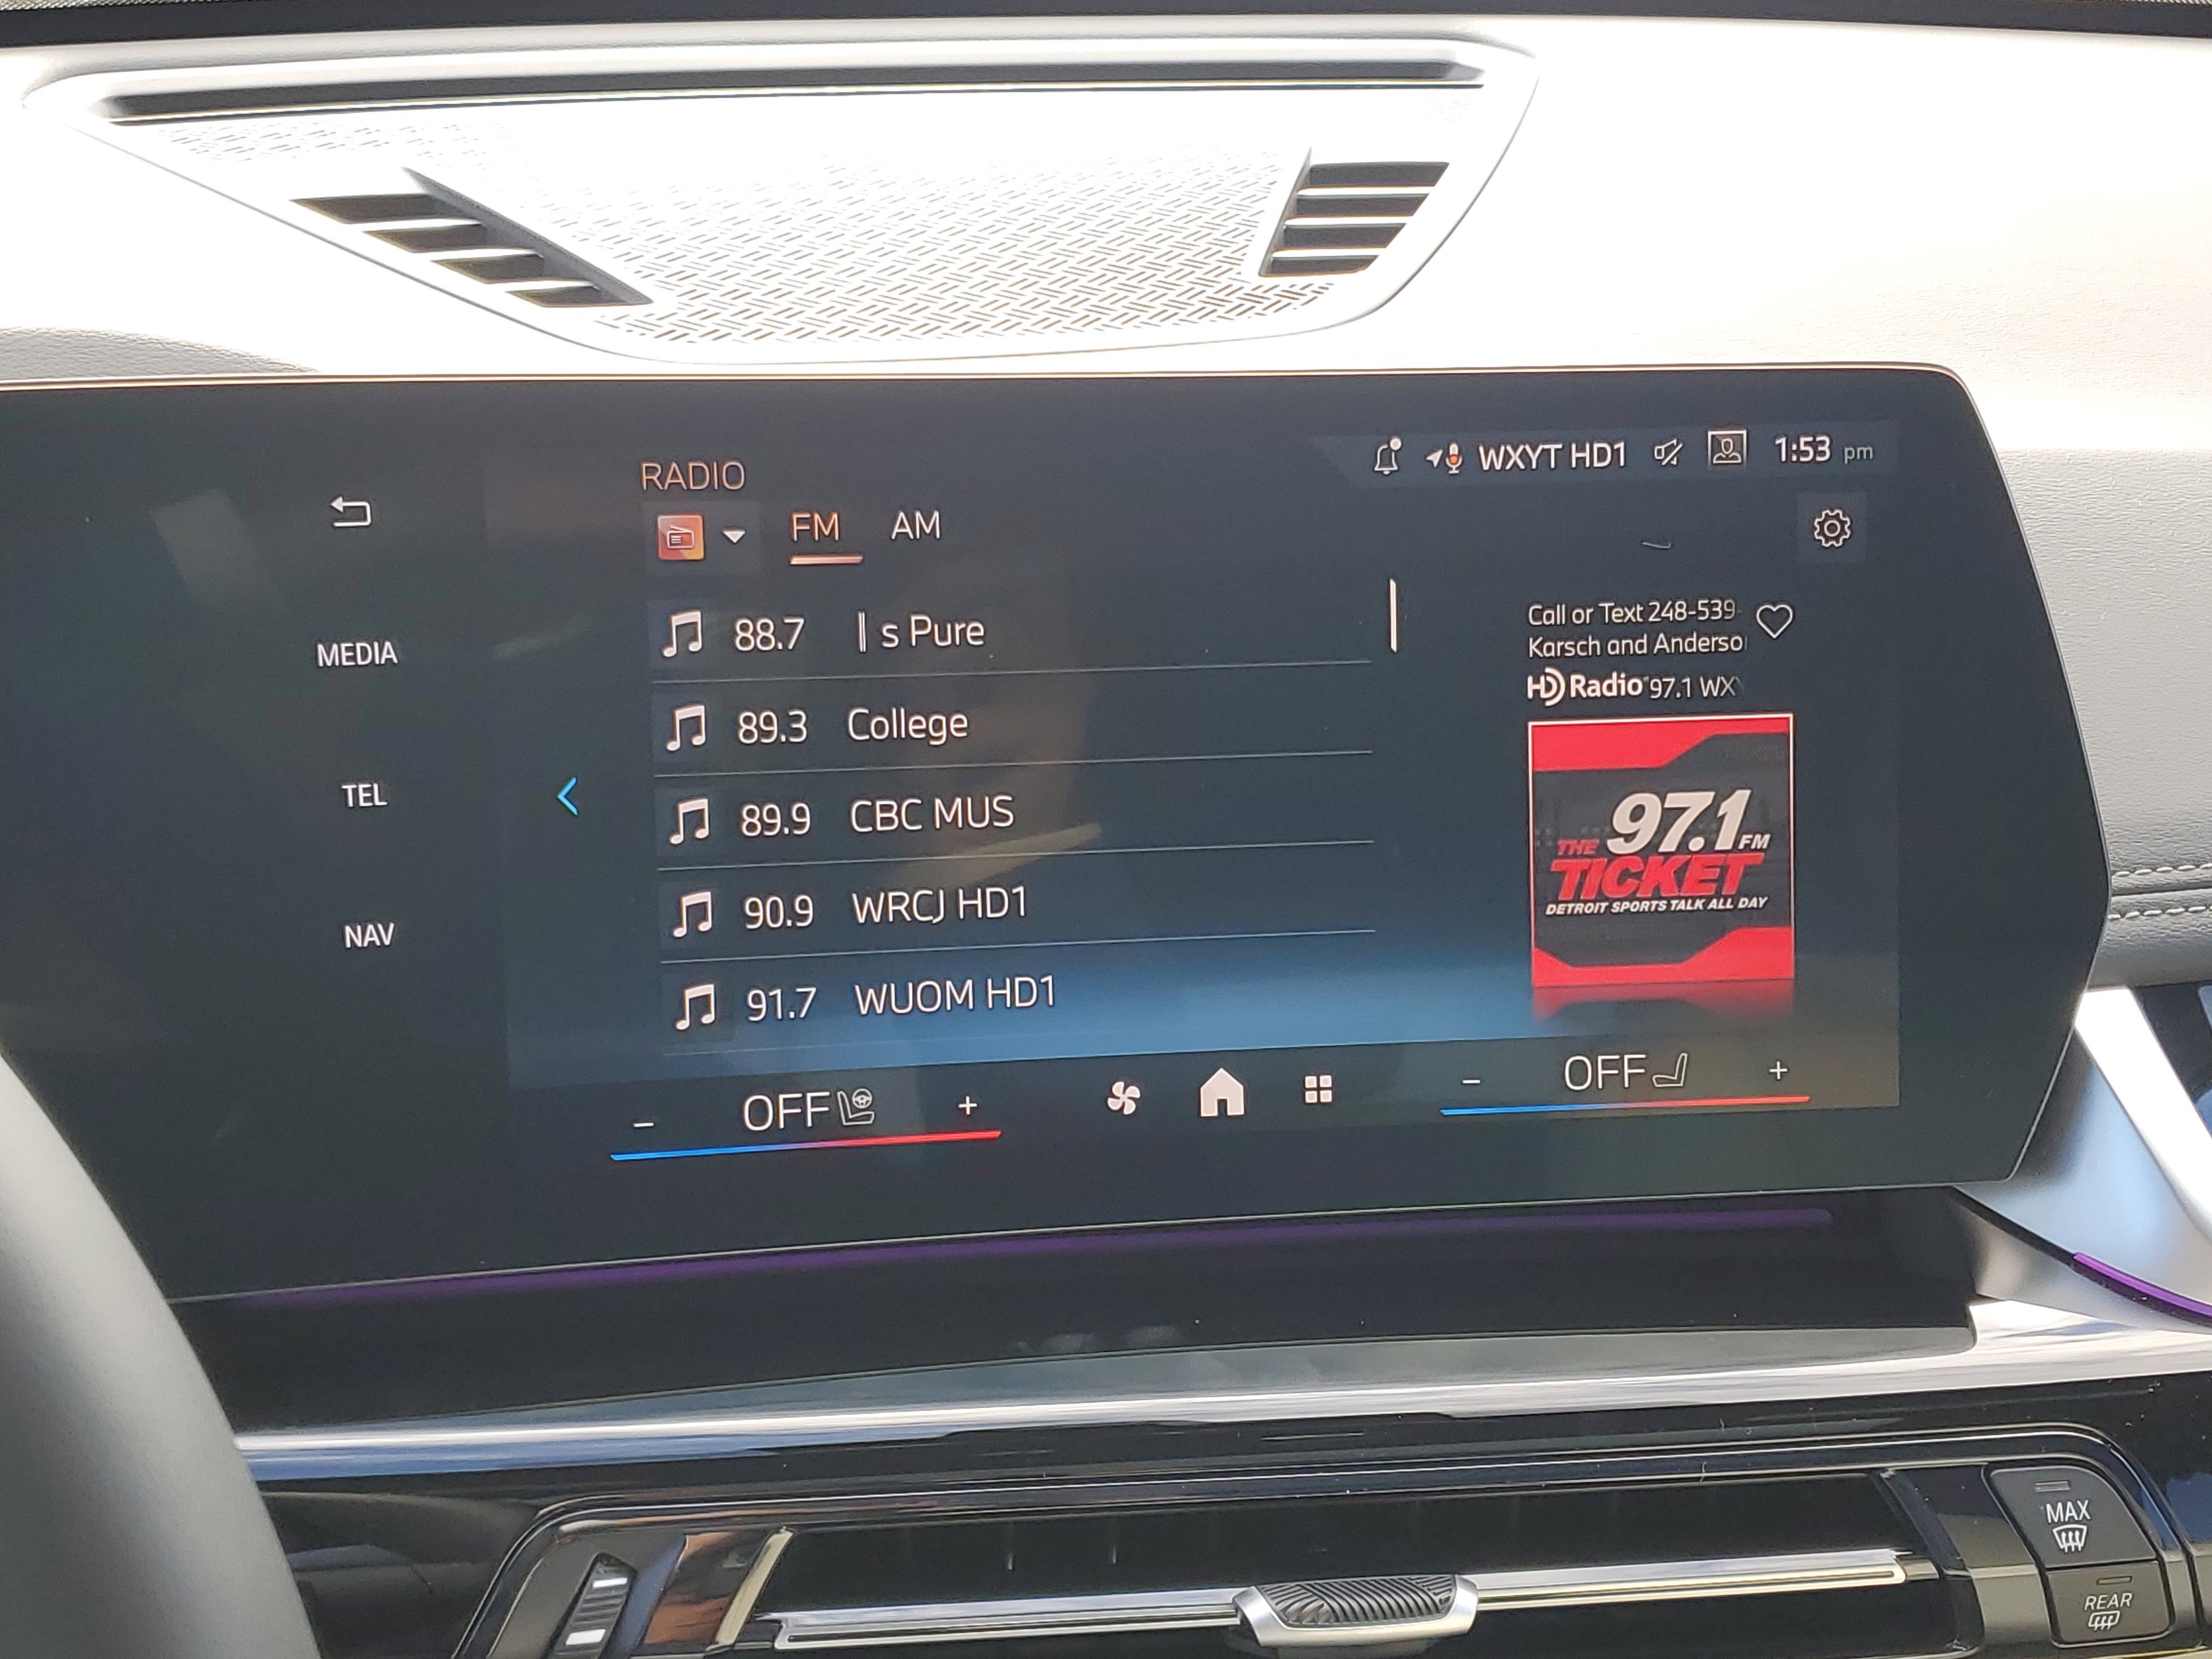 RADIO
WXYT HD1 1:53 pm
FM AM
MEDIA
TEL
NAV
88.7 s Pure
89.3 College
89.9 CBC MUS
90.9 WRCJ HD1
91.7 WUOM HD1
Call or Text 248-539-
Karsch and Anderso
HD Radio 97.1 WX
97.1 FM
THE
TICKET
DETROIT SPORTS TALK ALL DAY
- OFF +
- OFF +
MAX
REAR